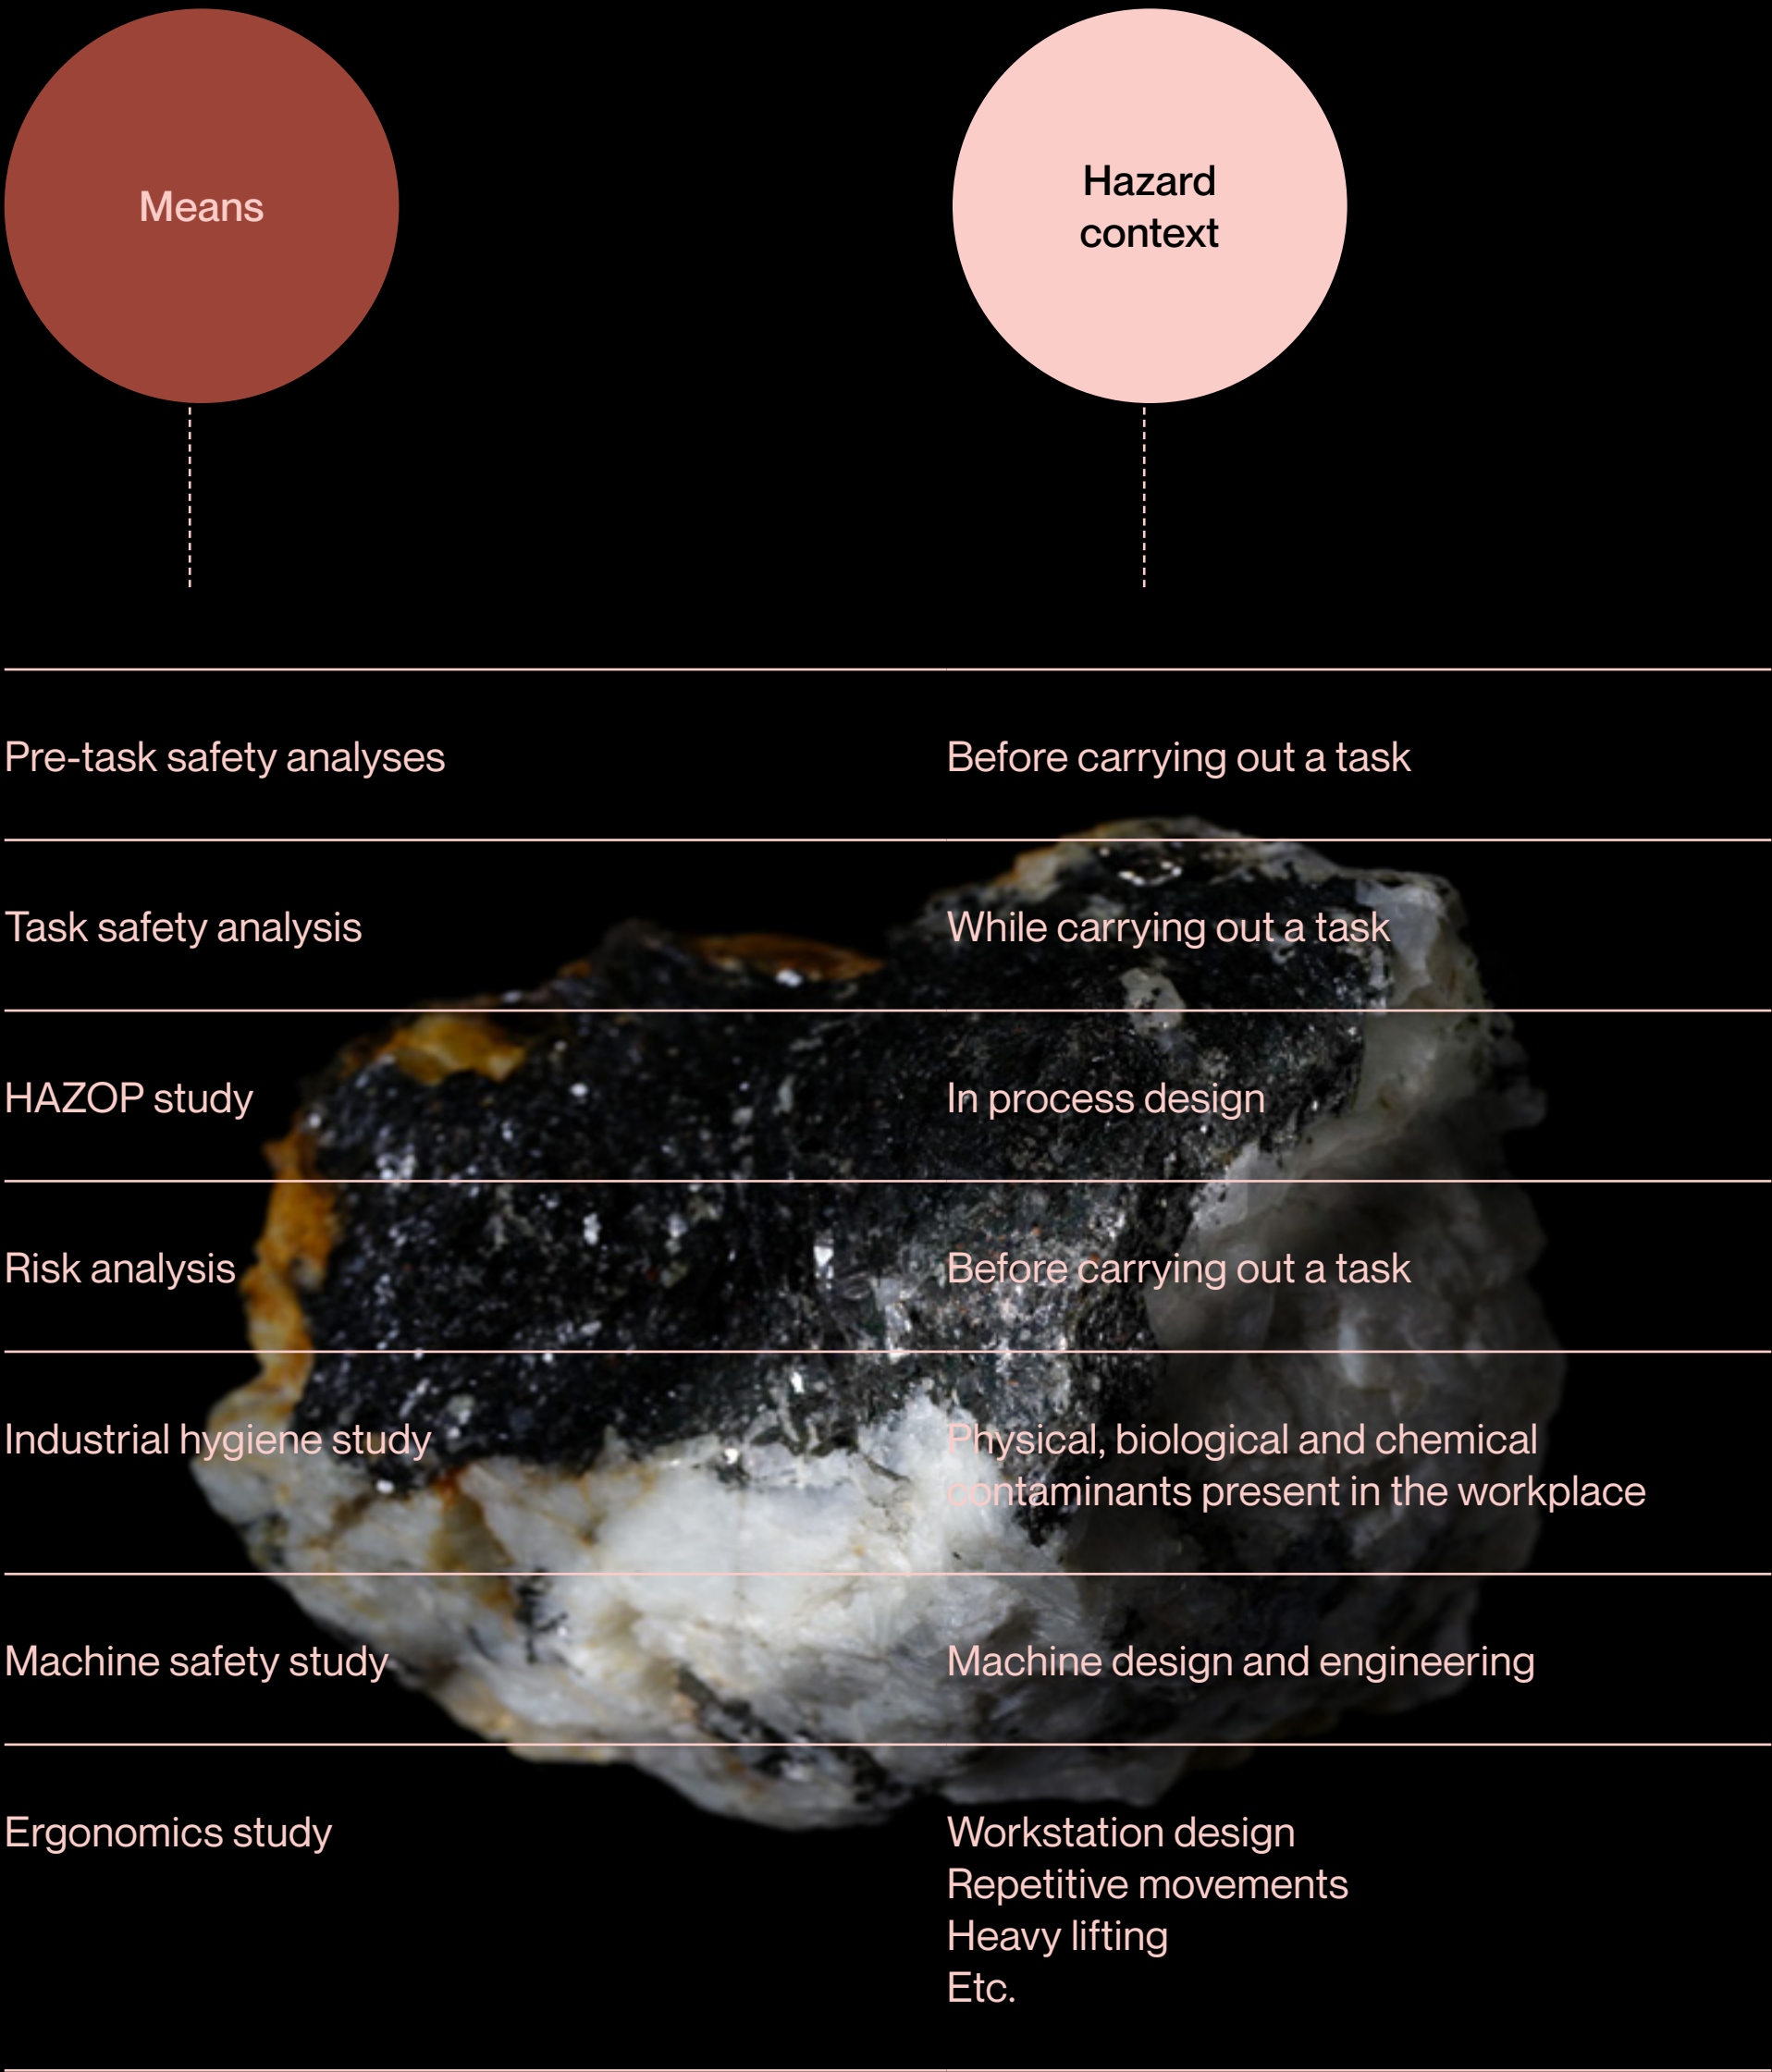 Means
Hazard
context
Pre-task safety analyses
Before carrying out a task
Task safety analysis
While carrying out a task
HAZOP study
In process design
Risk analysis
Before carrying out a task
Industrial hygiene study
Physical, biological and chemical
contaminants present in the workplace
Machine safety study
Machine design and engineering
Ergonomics study
Workstation design
Repetitive movements
Heavy lifting
Etc.